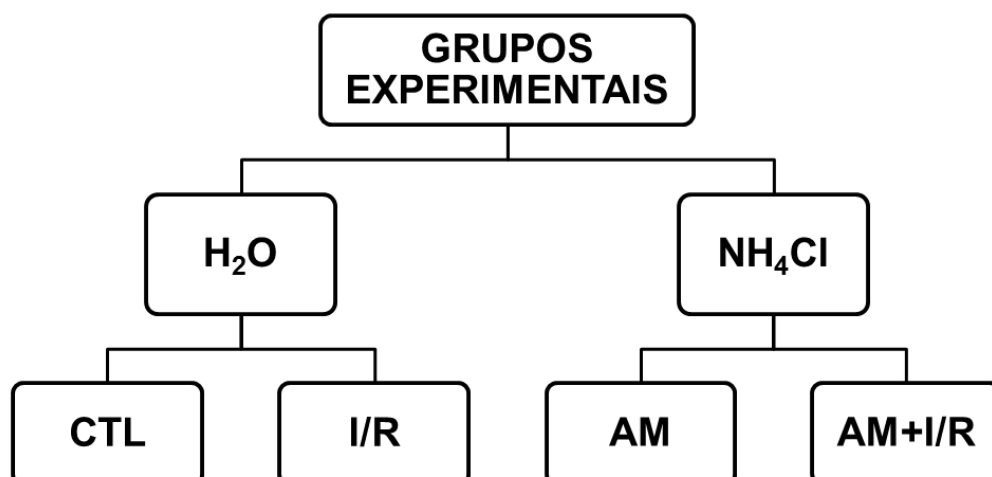 GRUPOS
EXPERIMENTAIS
H₂O
NH₄Cl
CTL
I/R
AM
AM+I/R